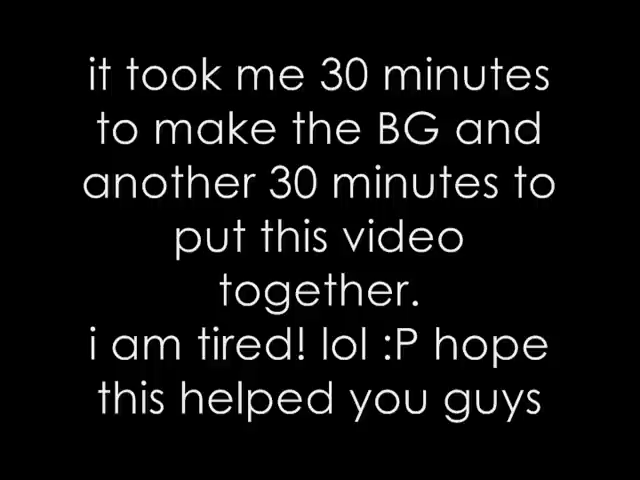 it took me 30 minutes
to make the BG and
another 30 minutes to
put this video
together.
i am tired! lol :P hope
this helped you guys